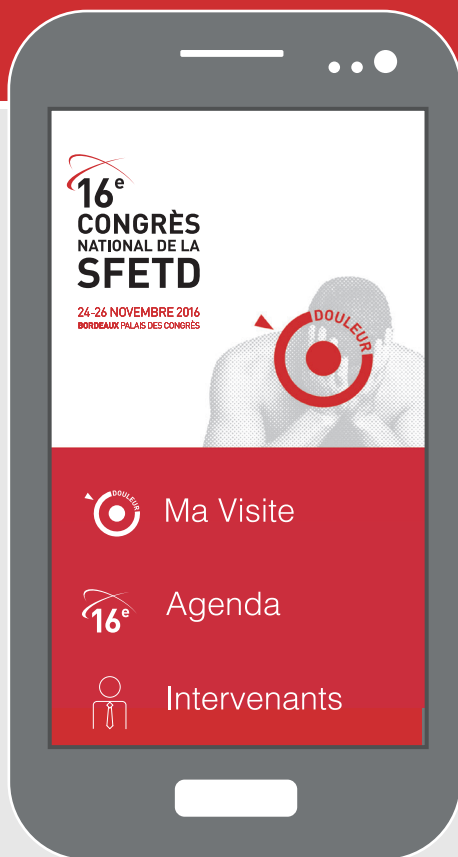 16e
CONGRÈS
NATIONAL DE LA
SFETD
24-26 NOVEMBRE 2016
BORDEAUX PALAIS DES CONGRÈS
DOULEUR
DOULEUR
Ma Visite
16e
Agenda
Intervenants